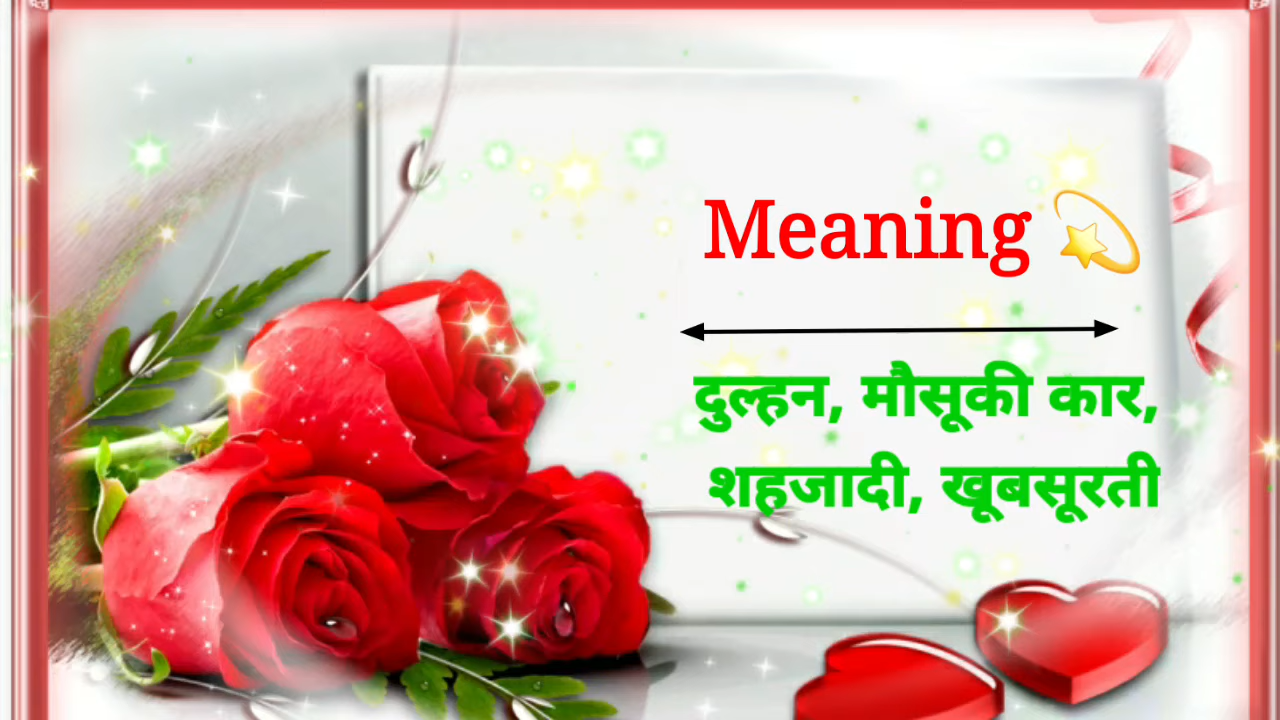 Meaning 💫
दुल्हन, मौसूकी कार,
शहजादी, खूबसूरती